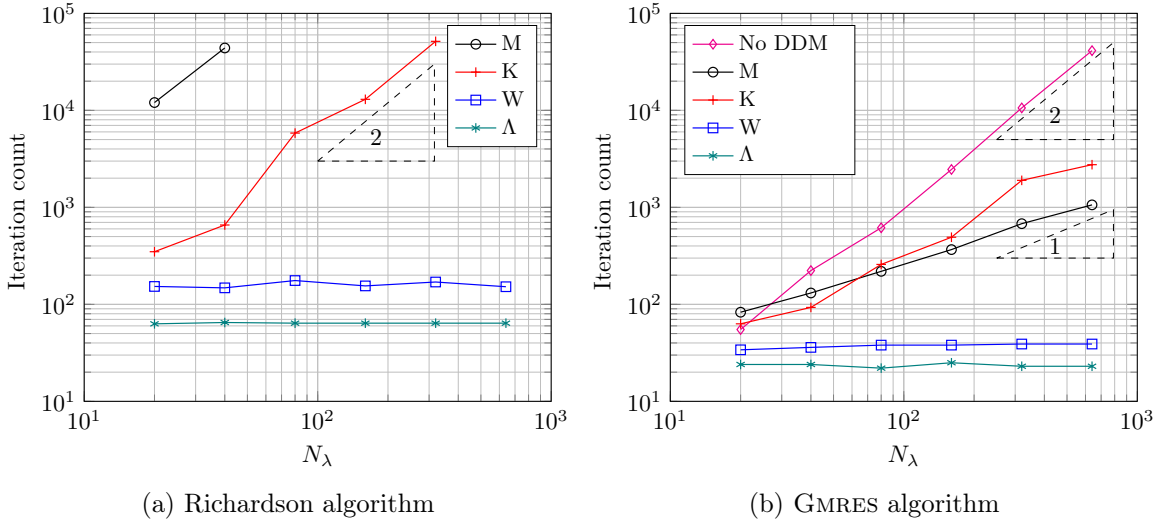 10^5
10^4
10^3
10^2
10^1
Iteration count
10^1
10^2
10^3
N_λ
M
K
W
Λ
2
(a) Richardson algorithm
10^5
10^4
10^3
10^2
10^1
Iteration count
10^1
10^2
10^3
N_λ
No DDM
M
K
W
Λ
2
1
(b) GMRES algorithm